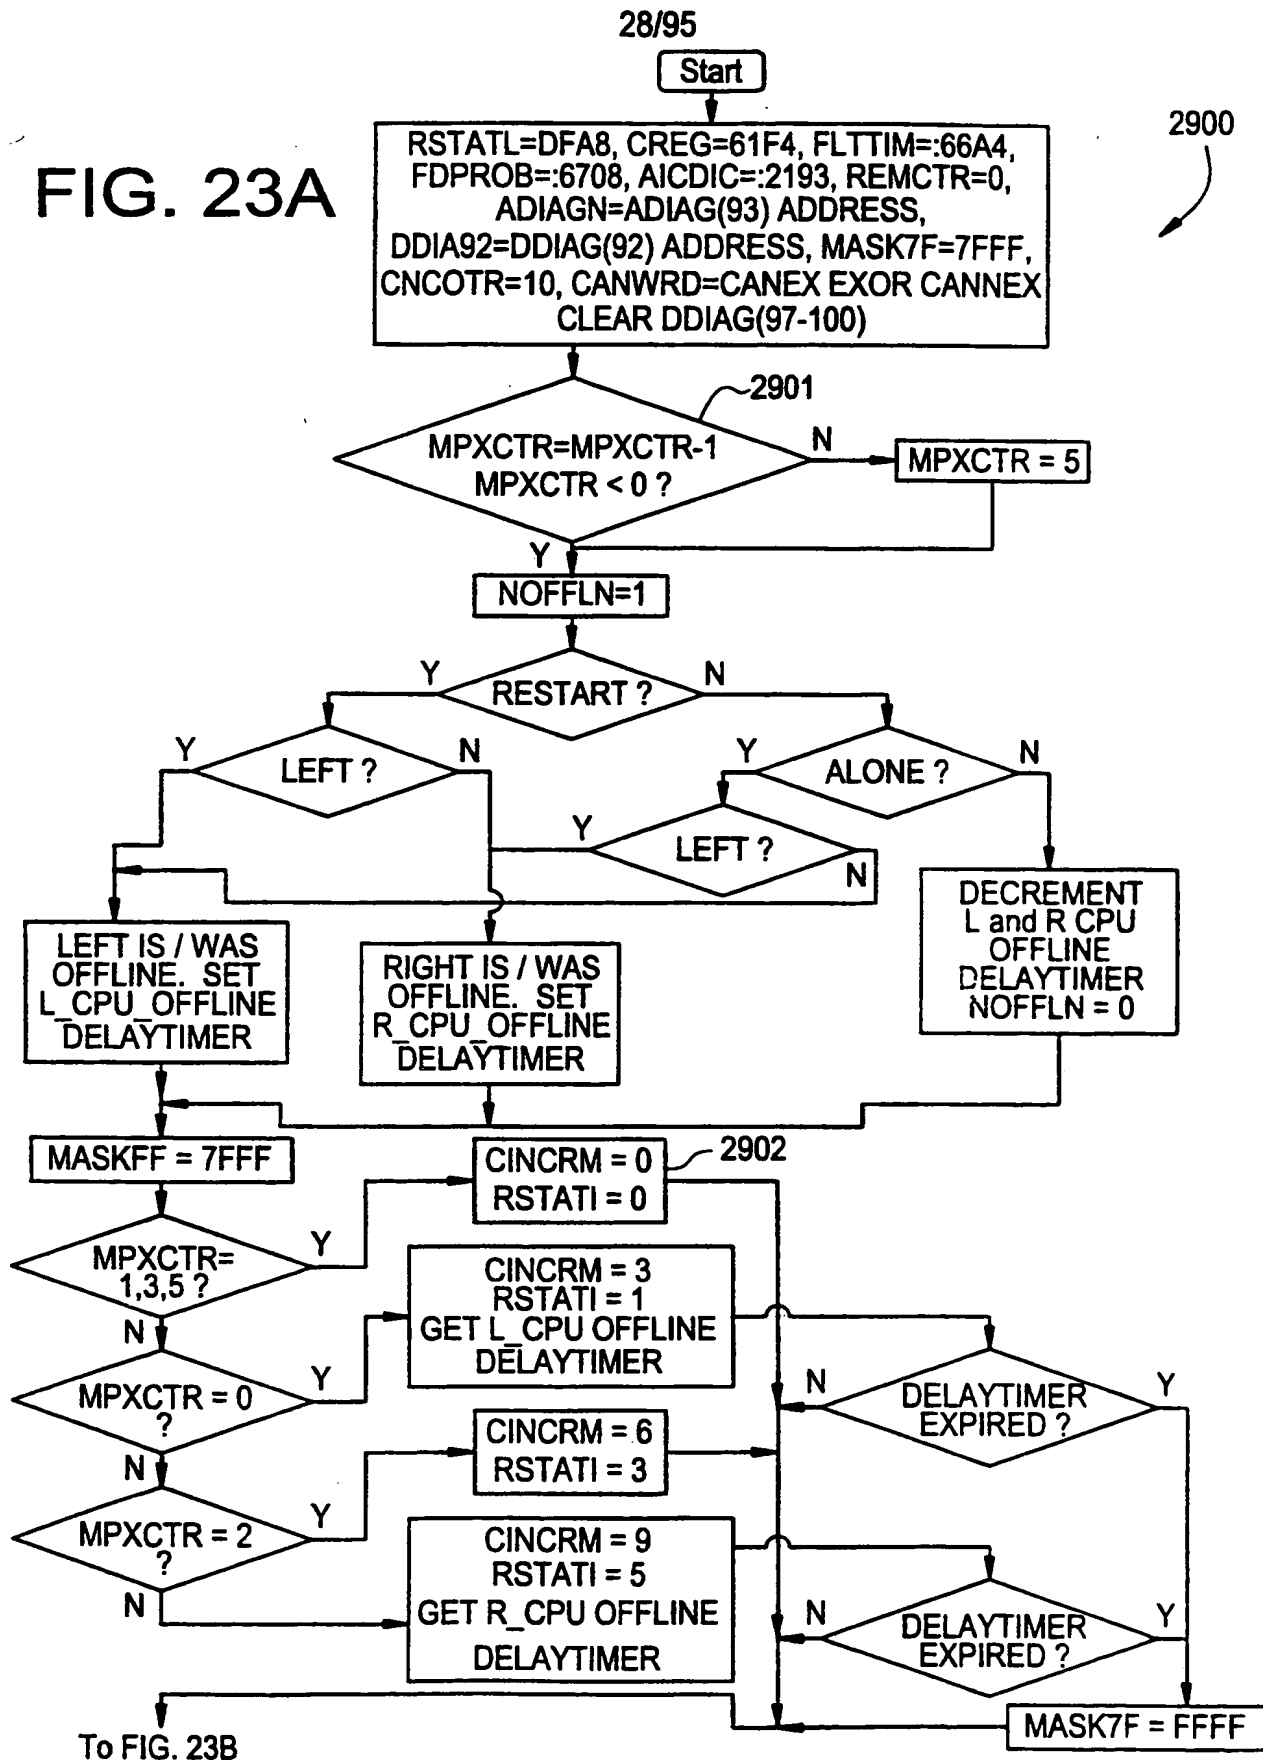 28/95
Start
2900
FIG. 23A
RSTATL=DFA8, CREG=61F4, FLTTIM=:66A4,
FDPROB=:6708, AICDIC=:2193, REMCTR=0,
ADIAGN=ADIAG(93) ADDRESS,
DDIA92=DDIAG(92) ADDRESS, MASK7F=7FFF,
CNCOTR=10, CANWRD=CANEX EXOR CANNEX
CLEAR DDIAG(97-100)
2901
MPXCTR=MPXCTR-1
MPXCTR < 0 ?
N
MPXCTR = 5
Y
NOFFLN=1
Y
RESTART ?
N
Y
LEFT ?
N
Y
ALONE ?
N
Y
LEFT ?
N
LEFT IS / WAS
OFFLINE. SET
L_CPU_OFFLINE
DELAYTIMER
RIGHT IS / WAS
OFFLINE. SET
R_CPU_OFFLINE
DELAYTIMER
DECREMENT
L and R CPU
OFFLINE
DELAYTIMER
NOFFLN = 0
MASKFF = 7FFF
CINCRM = 0
RSTATI = 0
2902
MPXCTR=
1,3,5 ?
Y
N
CINCRM = 3
RSTATI = 1
GET L_CPU OFFLINE
DELAYTIMER
MPXCTR = 0
?
Y
N
N
DELAYTIMER
EXPIRED ?
Y
CINCRM = 6
RSTATI = 3
MPXCTR = 2
?
Y
N
CINCRM = 9
RSTATI = 5
GET R_CPU OFFLINE
DELAYTIMER
N
DELAYTIMER
EXPIRED ?
Y
MASK7F = FFFF
To FIG. 23B